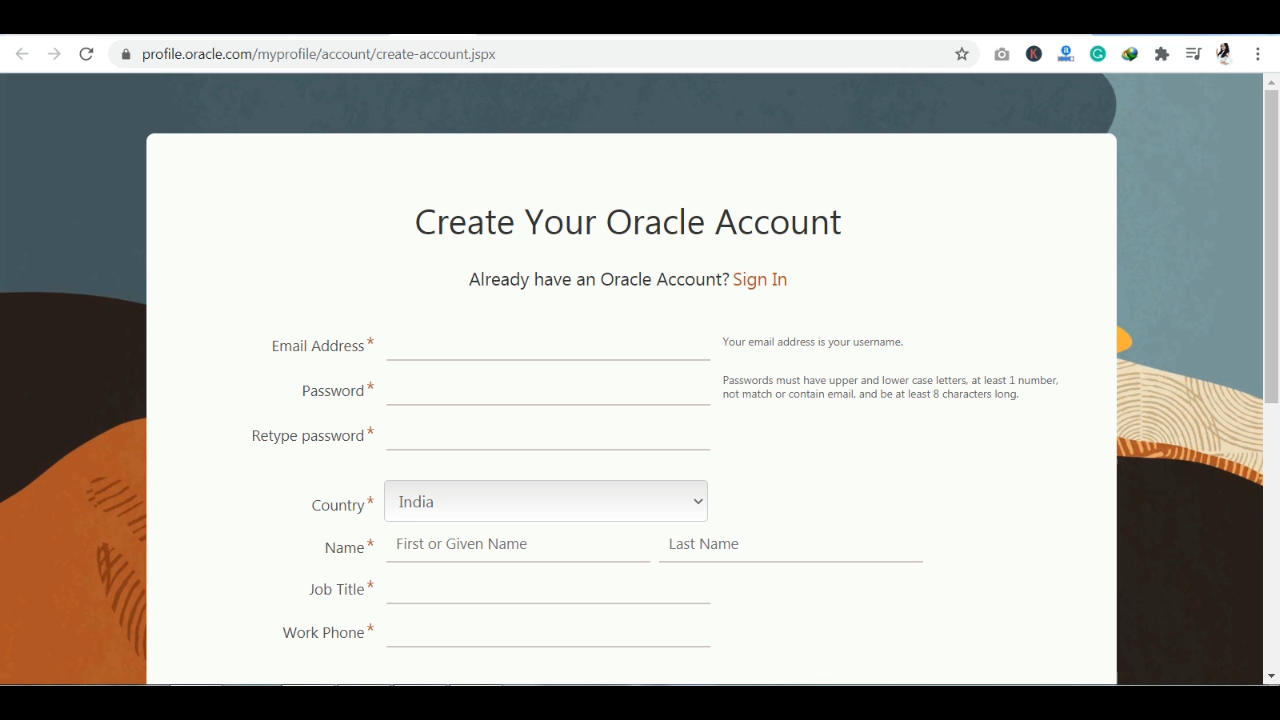 profile.oracle.com/myprofile/account/create-account.jspx
Create Your Oracle Account
Already have an Oracle Account? Sign In
Email Address *
Your email address is your username.
Password *
Passwords must have upper and lower case letters, at least 1 number,
not match or contain email, and be at least 8 characters long.
Retype password *
Country *
India
Name *
First or Given Name
Last Name
Job Title *
Work Phone *